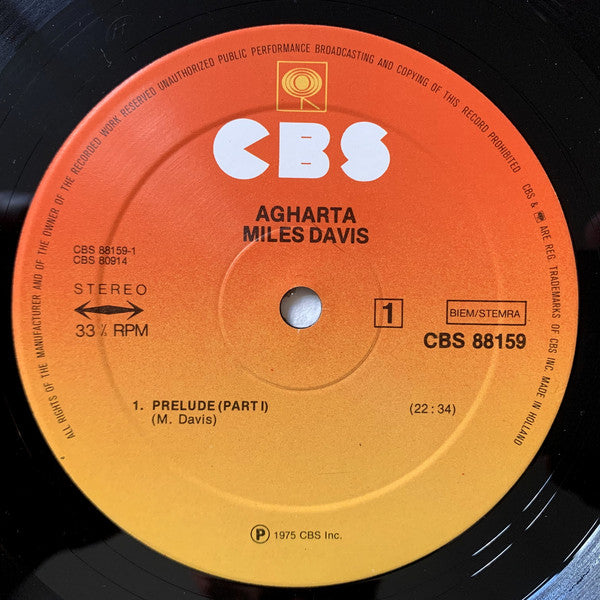 ALL RIGHTS OF THE MANUFACTURER AND OF THE OWNER OF THE RECORDED WORK RESERVED UNAUTHORIZED PUBLIC PERFORMANCE BROADCASTING AND COPYING OF THIS RECORD PROHIBITED
CBS & ARE REG. TRADEMARKS OF CBS INC. MADE IN HOLLAND
CBS
AGHARTA
MILES DAVIS
CBS 88159-1
CBS 80914
STEREO
33⅓ RPM
1
BIEM/STEMRA
CBS 88159
1. PRELUDE (PART I) (22:34)
(M. Davis)
Ⓟ 1975 CBS Inc.